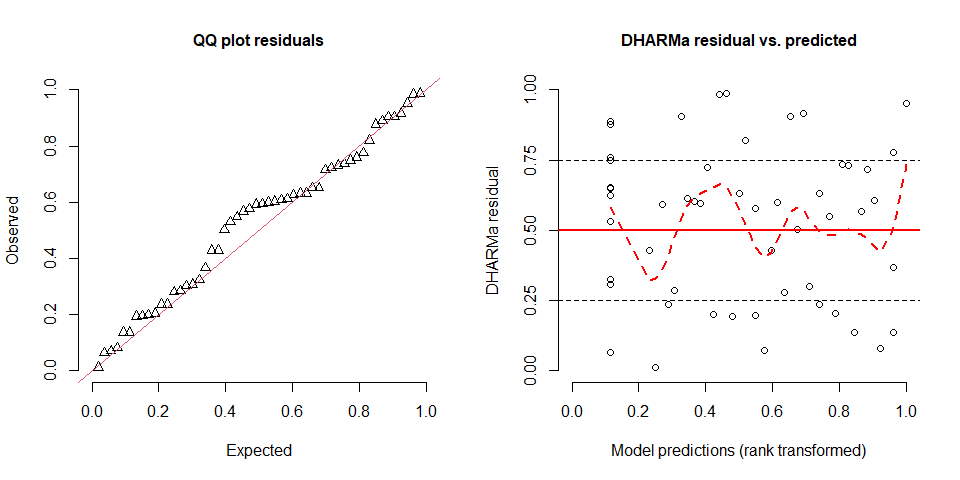 QQ plot residuals
Observed
1.0
0.8
0.6
0.4
0.2
0.0
0.0 0.2 0.4 0.6 0.8 1.0
Expected
DHARMa residual vs. predicted
DHARMa residual
1.00
0.75
0.50
0.25
0.00
0.0 0.2 0.4 0.6 0.8 1.0
Model predictions (rank transformed)